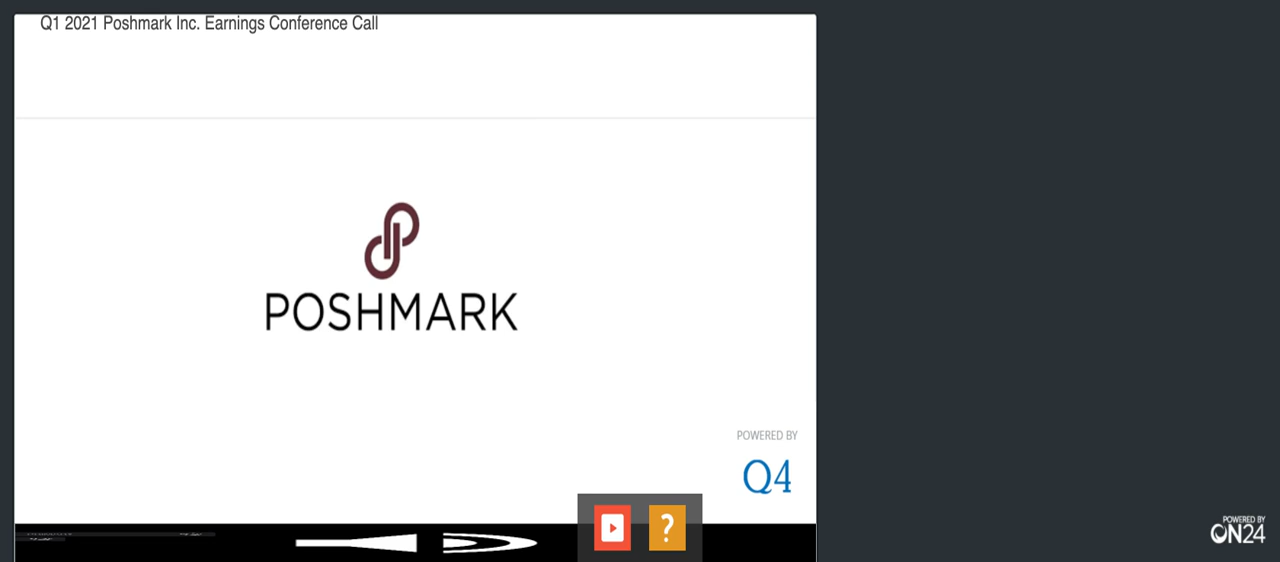 Q1 2021 Poshmark Inc. Earnings Conference Call
POSHMARK
POWERED BY
Q4
?
POWERED BY
ON24